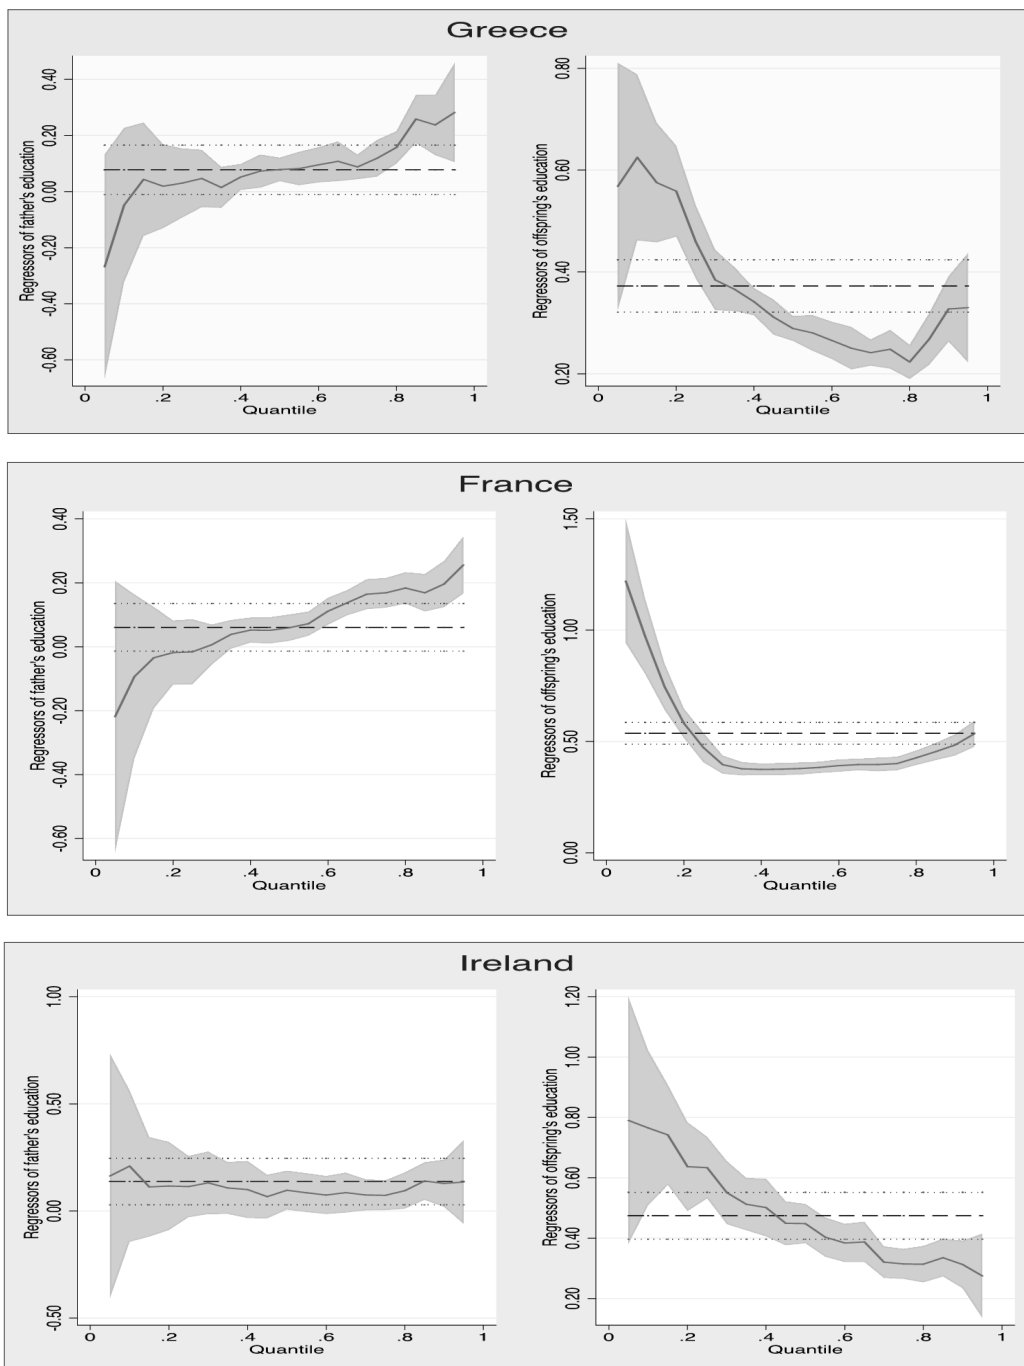 Greece
Regressors of father's education
0.40
0.20
0.00
-0.20
-0.40
-0.60
0 .2 .4 .6 .8 1
Quantile
Regressors of offspring's education
0.80
0.60
0.40
0.20
0 .2 .4 .6 .8 1
Quantile
France
Regressors of father's education
0.40
0.20
0.00
-0.20
-0.40
-0.60
0 .2 .4 .6 .8 1
Quantile
Regressors of offspring's education
1.50
1.00
0.50
0.00
0 .2 .4 .6 .8 1
Quantile
Ireland
Regressors of father's education
1.00
0.50
0.00
-0.50
0 .2 .4 .6 .8 1
Quantile
Regressors of offspring's education
1.20
1.00
0.80
0.60
0.40
0.20
0 .2 .4 .6 .8 1
Quantile